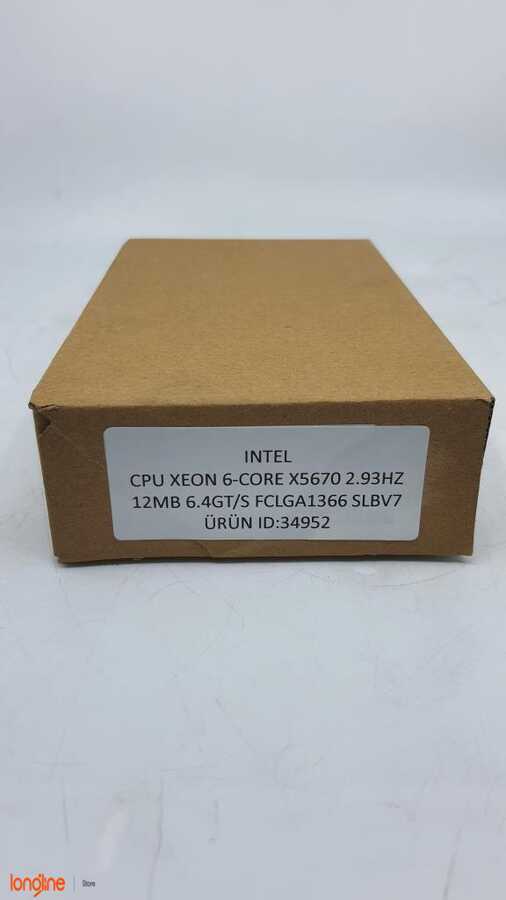 INTEL
CPU XEON 6-CORE X5670 2.93HZ
12MB 6.4GT/S FCLGA1366 SLBV7
ÜRÜN ID:34952
longline | Store